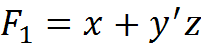 F₁ = x + y′z